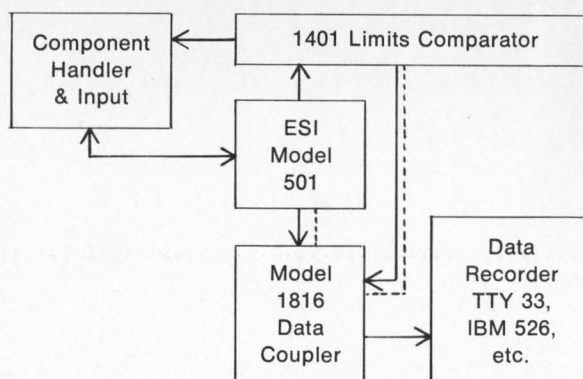 Component
Handler
& Input
1401 Limits Comparator
ESI
Model
501
Model
1816
Data
Coupler
Data
Recorder
TTY 33,
IBM 526,
etc.